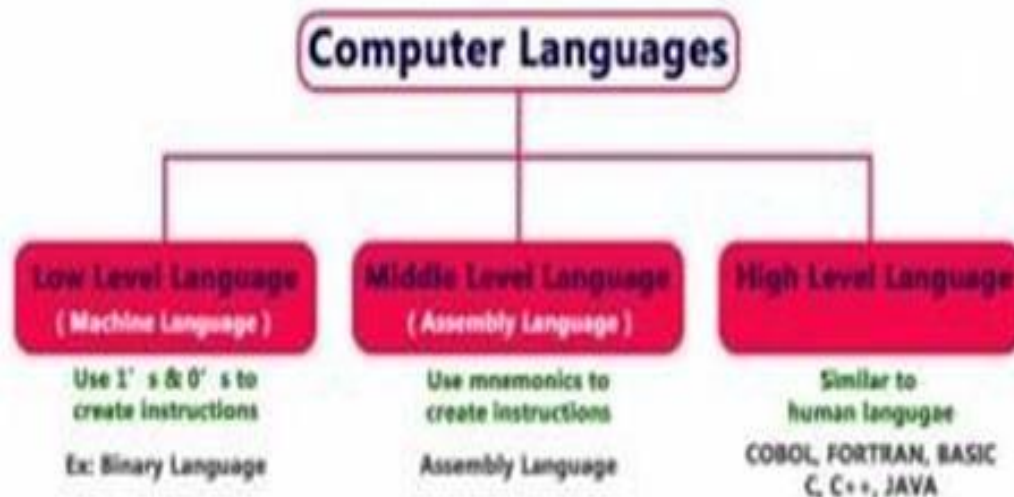 Computer Languages
Low Level Language
( Machine Language )
Use 1' s & 0' s to
create instructions
Ex: Binary Language
Middle Level Language
( Assembly Language )
Use mnemonics to
create instructions
Assembly Language
High Level Language
Similar to
human langugae
COBOL, FORTRAN, BASIC
C, C++, JAVA